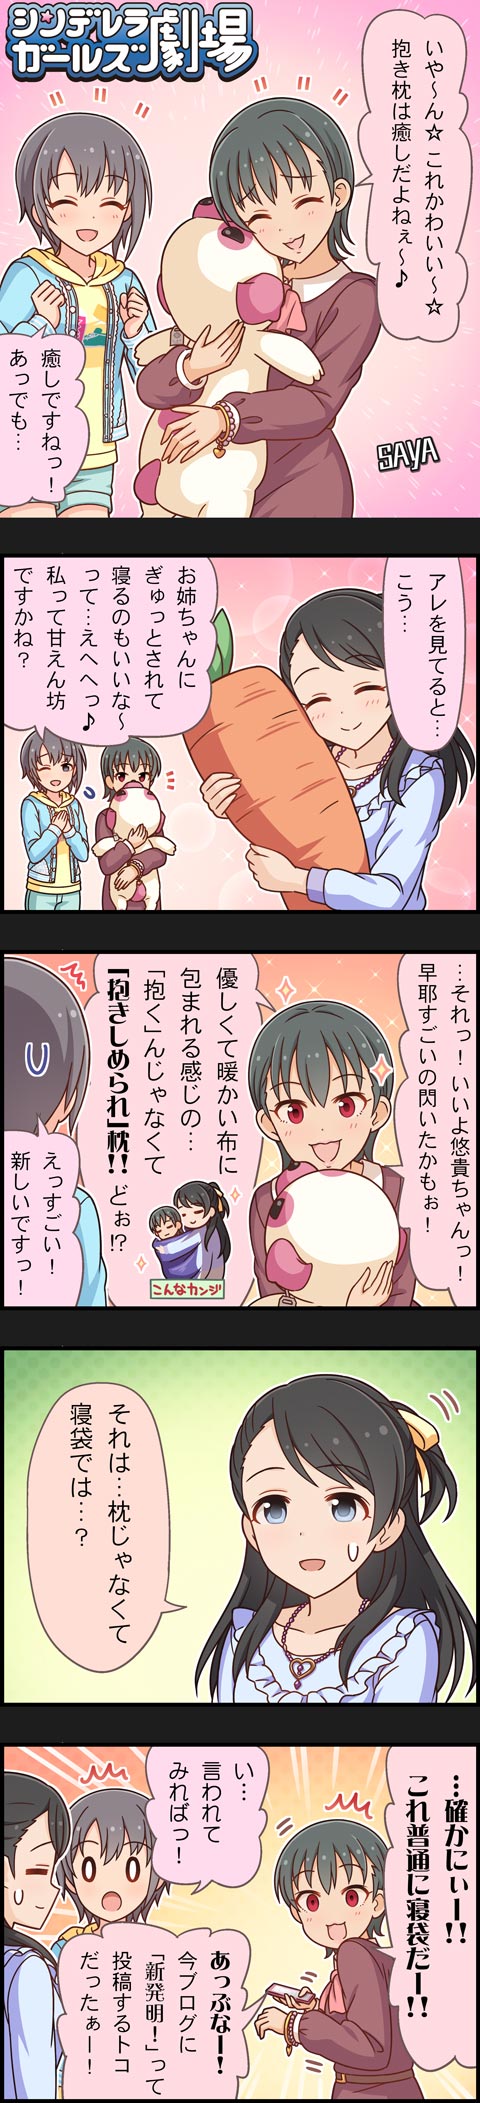 シンデレラ
ガールズ劇場
いや〜ん☆これかわいい〜☆
抱き枕は癒しだよねぇ〜♪
癒しですねっ!
あっでも…
SAYA
アレを見てると…
こう…
お姉ちゃんに
ぎゅっとされて
寝るのもいいな〜
って…えへへっ♪
私って甘えん坊
ですかね?
…それっ!いいよ悠貴ちゃんっ!
早耶すごいの閃いたかもぉ!
優しくて暖かい布に
包まれる感じの…
「抱く」んじゃなくて
「抱きしめられ」枕!!どぉ!?
こんなカンジ
えっすごい!
新しいですっ!
それは…枕じゃなくて
寝袋では…?
…確かにぃー!!
これ普通に寝袋だー!!
い…
言われて
みればっ!
あっぶなー!
今ブログに
「新発明!」って
投稿するトコ
だったぁー!